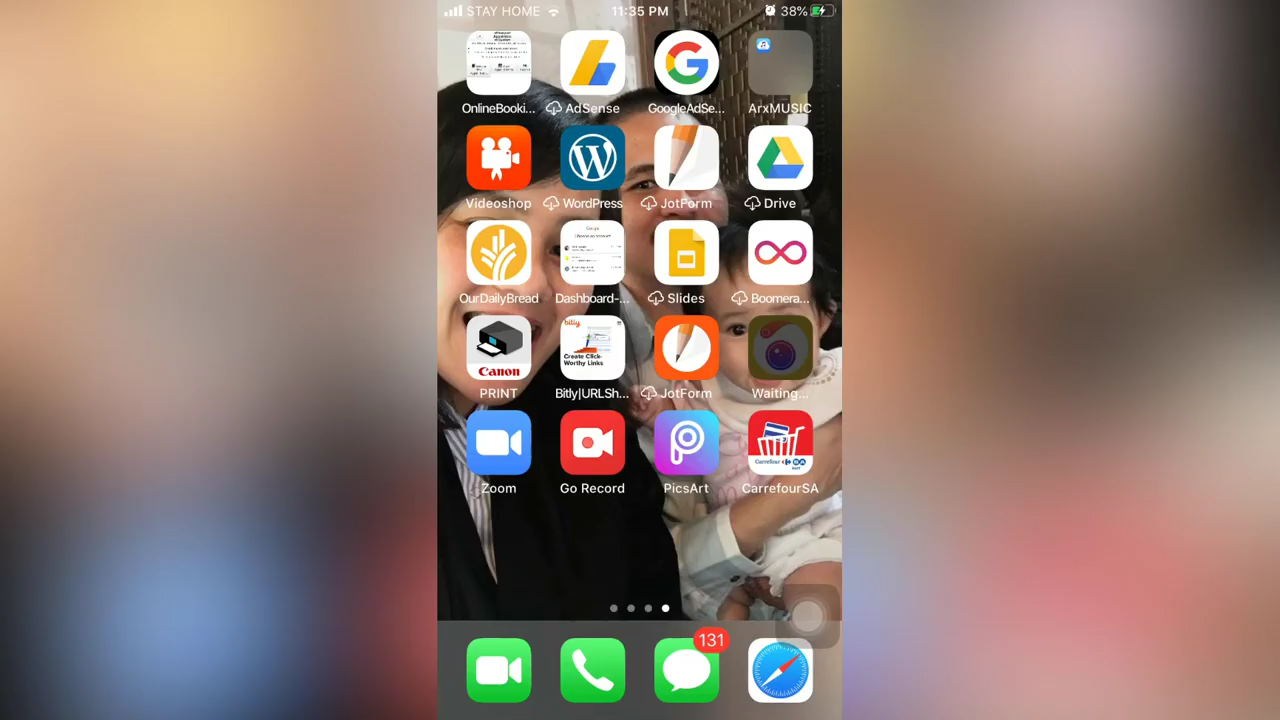 STAY HOME 11:35 PM 38%
OnlineBooki... AdSense GoogleAdSe... ArxMUSIC
Videoshop WordPress JotForm Drive
OurDailyBread Dashboard-... Slides Boomera...
Canon
bitly
Create Click-
Worthy Links
PRINT Bitly|URLSh... JotForm Waiting...
Carrefour SA
Zoom Go Record PicsArt CarrefourSA
131